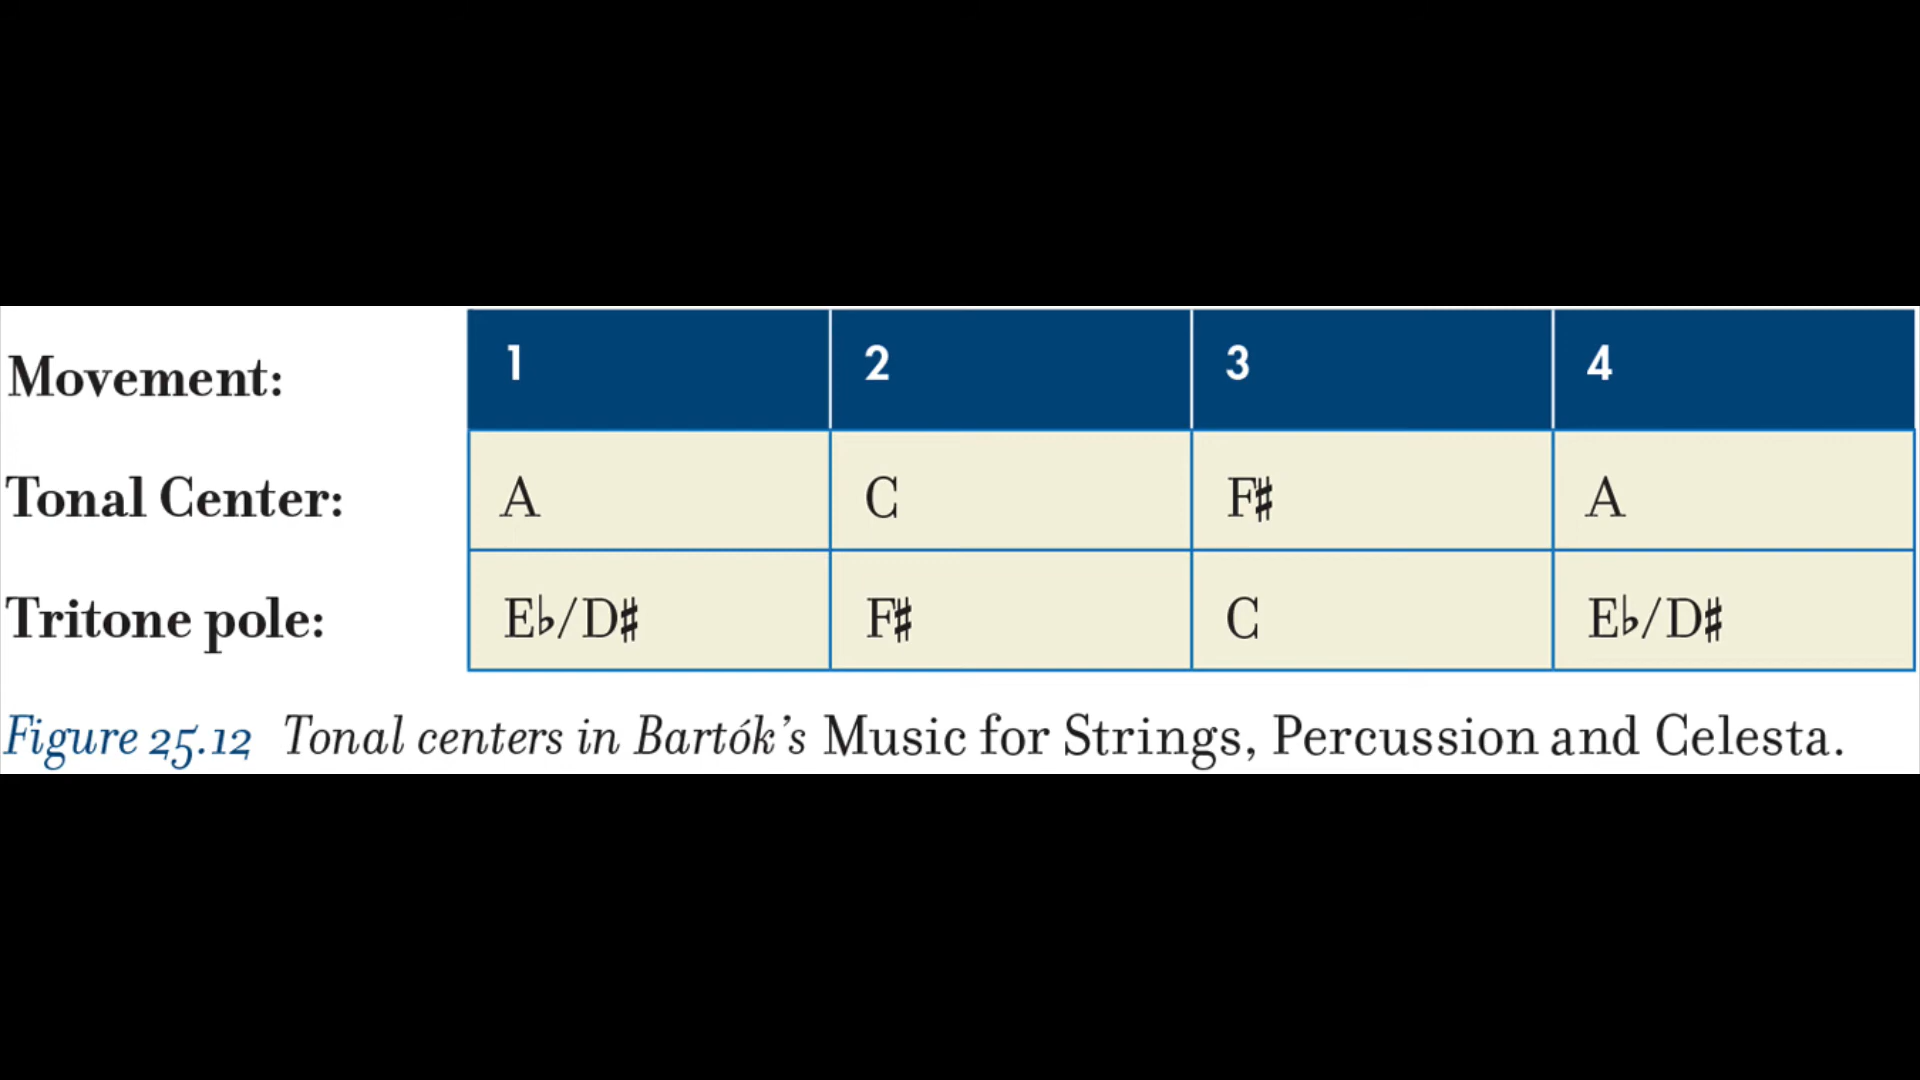 Movement: 1 2 3 4
Tonal Center: A C F♯ A
Tritone pole: E♭/D♯ F♯ C E♭/D♯
Figure 25.12 Tonal centers in Bartók’s Music for Strings, Percussion and Celesta.